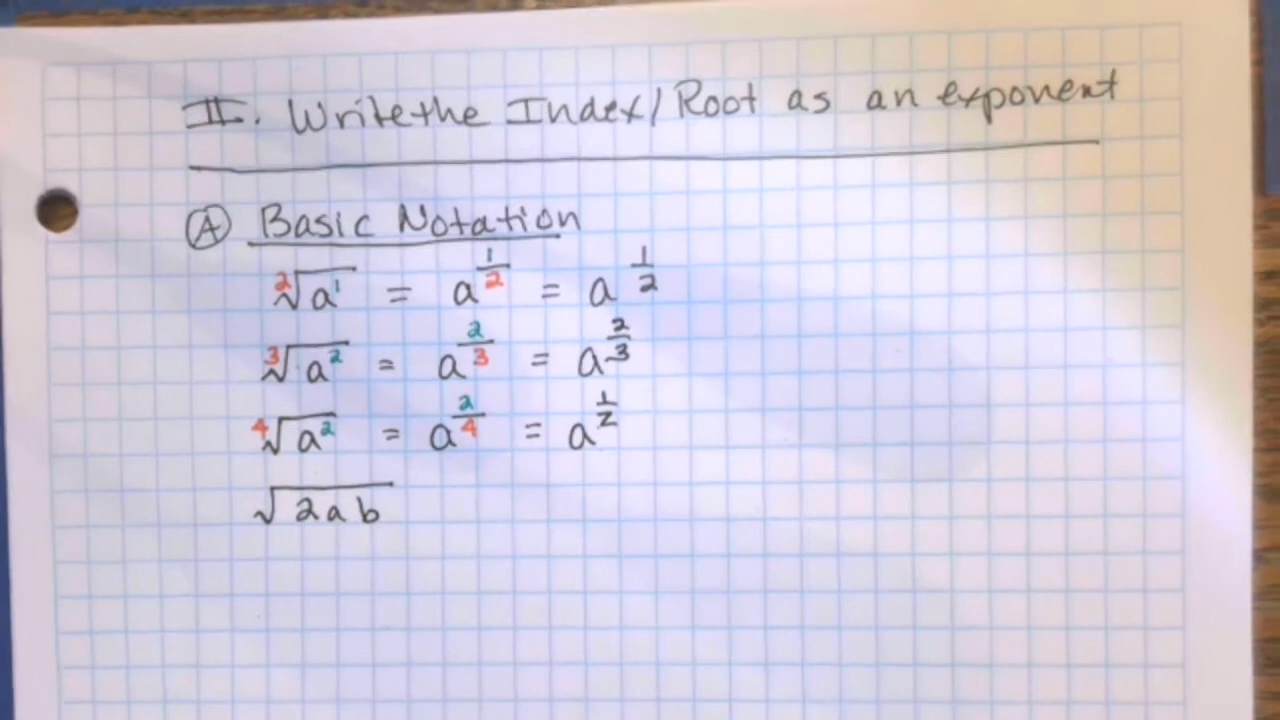 II. Write the Index/Root as an exponent
Ⓐ Basic Notation
²√a¹ = a^(1/2) = a^(1/2)
³√a² = a^(2/3) = a^(2/3)
⁴√a² = a^(2/4) = a^(1/2)
√2ab